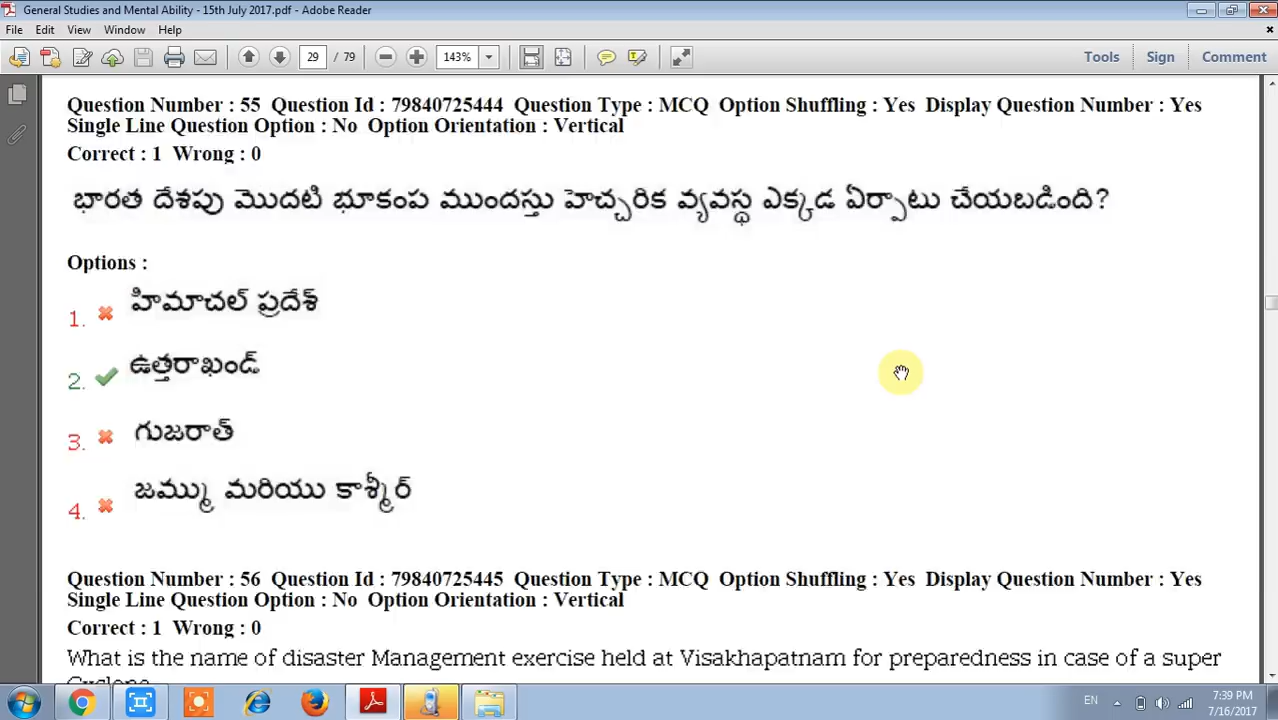 General Studies and Mental Ability - 15th July 2017.pdf - Adobe Reader
File Edit View Window Help
29 / 79 143% Tools Sign Comment
Question Number : 55 Question Id : 79840725444 Question Type : MCQ Option Shuffling : Yes Display Question Number : Yes
Single Line Question Option : No Option Orientation : Vertical
Correct : 1 Wrong : 0
భారత దేశపు మొదటి భూకంప ముందస్తు హెచ్చరిక వ్యవస్థ ఎక్కడ ఏర్పాటు చేయబడింది?
Options :
1. హిమాచల్ ప్రదేశ్
2. ఉత్తరాఖండ్
3. గుజరాత్
4. జమ్ము మరియు కాశ్మీర్
Question Number : 56 Question Id : 79840725445 Question Type : MCQ Option Shuffling : Yes Display Question Number : Yes
Single Line Question Option : No Option Orientation : Vertical
Correct : 1 Wrong : 0
What is the name of disaster Management exercise held at Visakhapatnam for preparedness in case of a super
Cyclone
EN 7:39 PM
7/16/2017